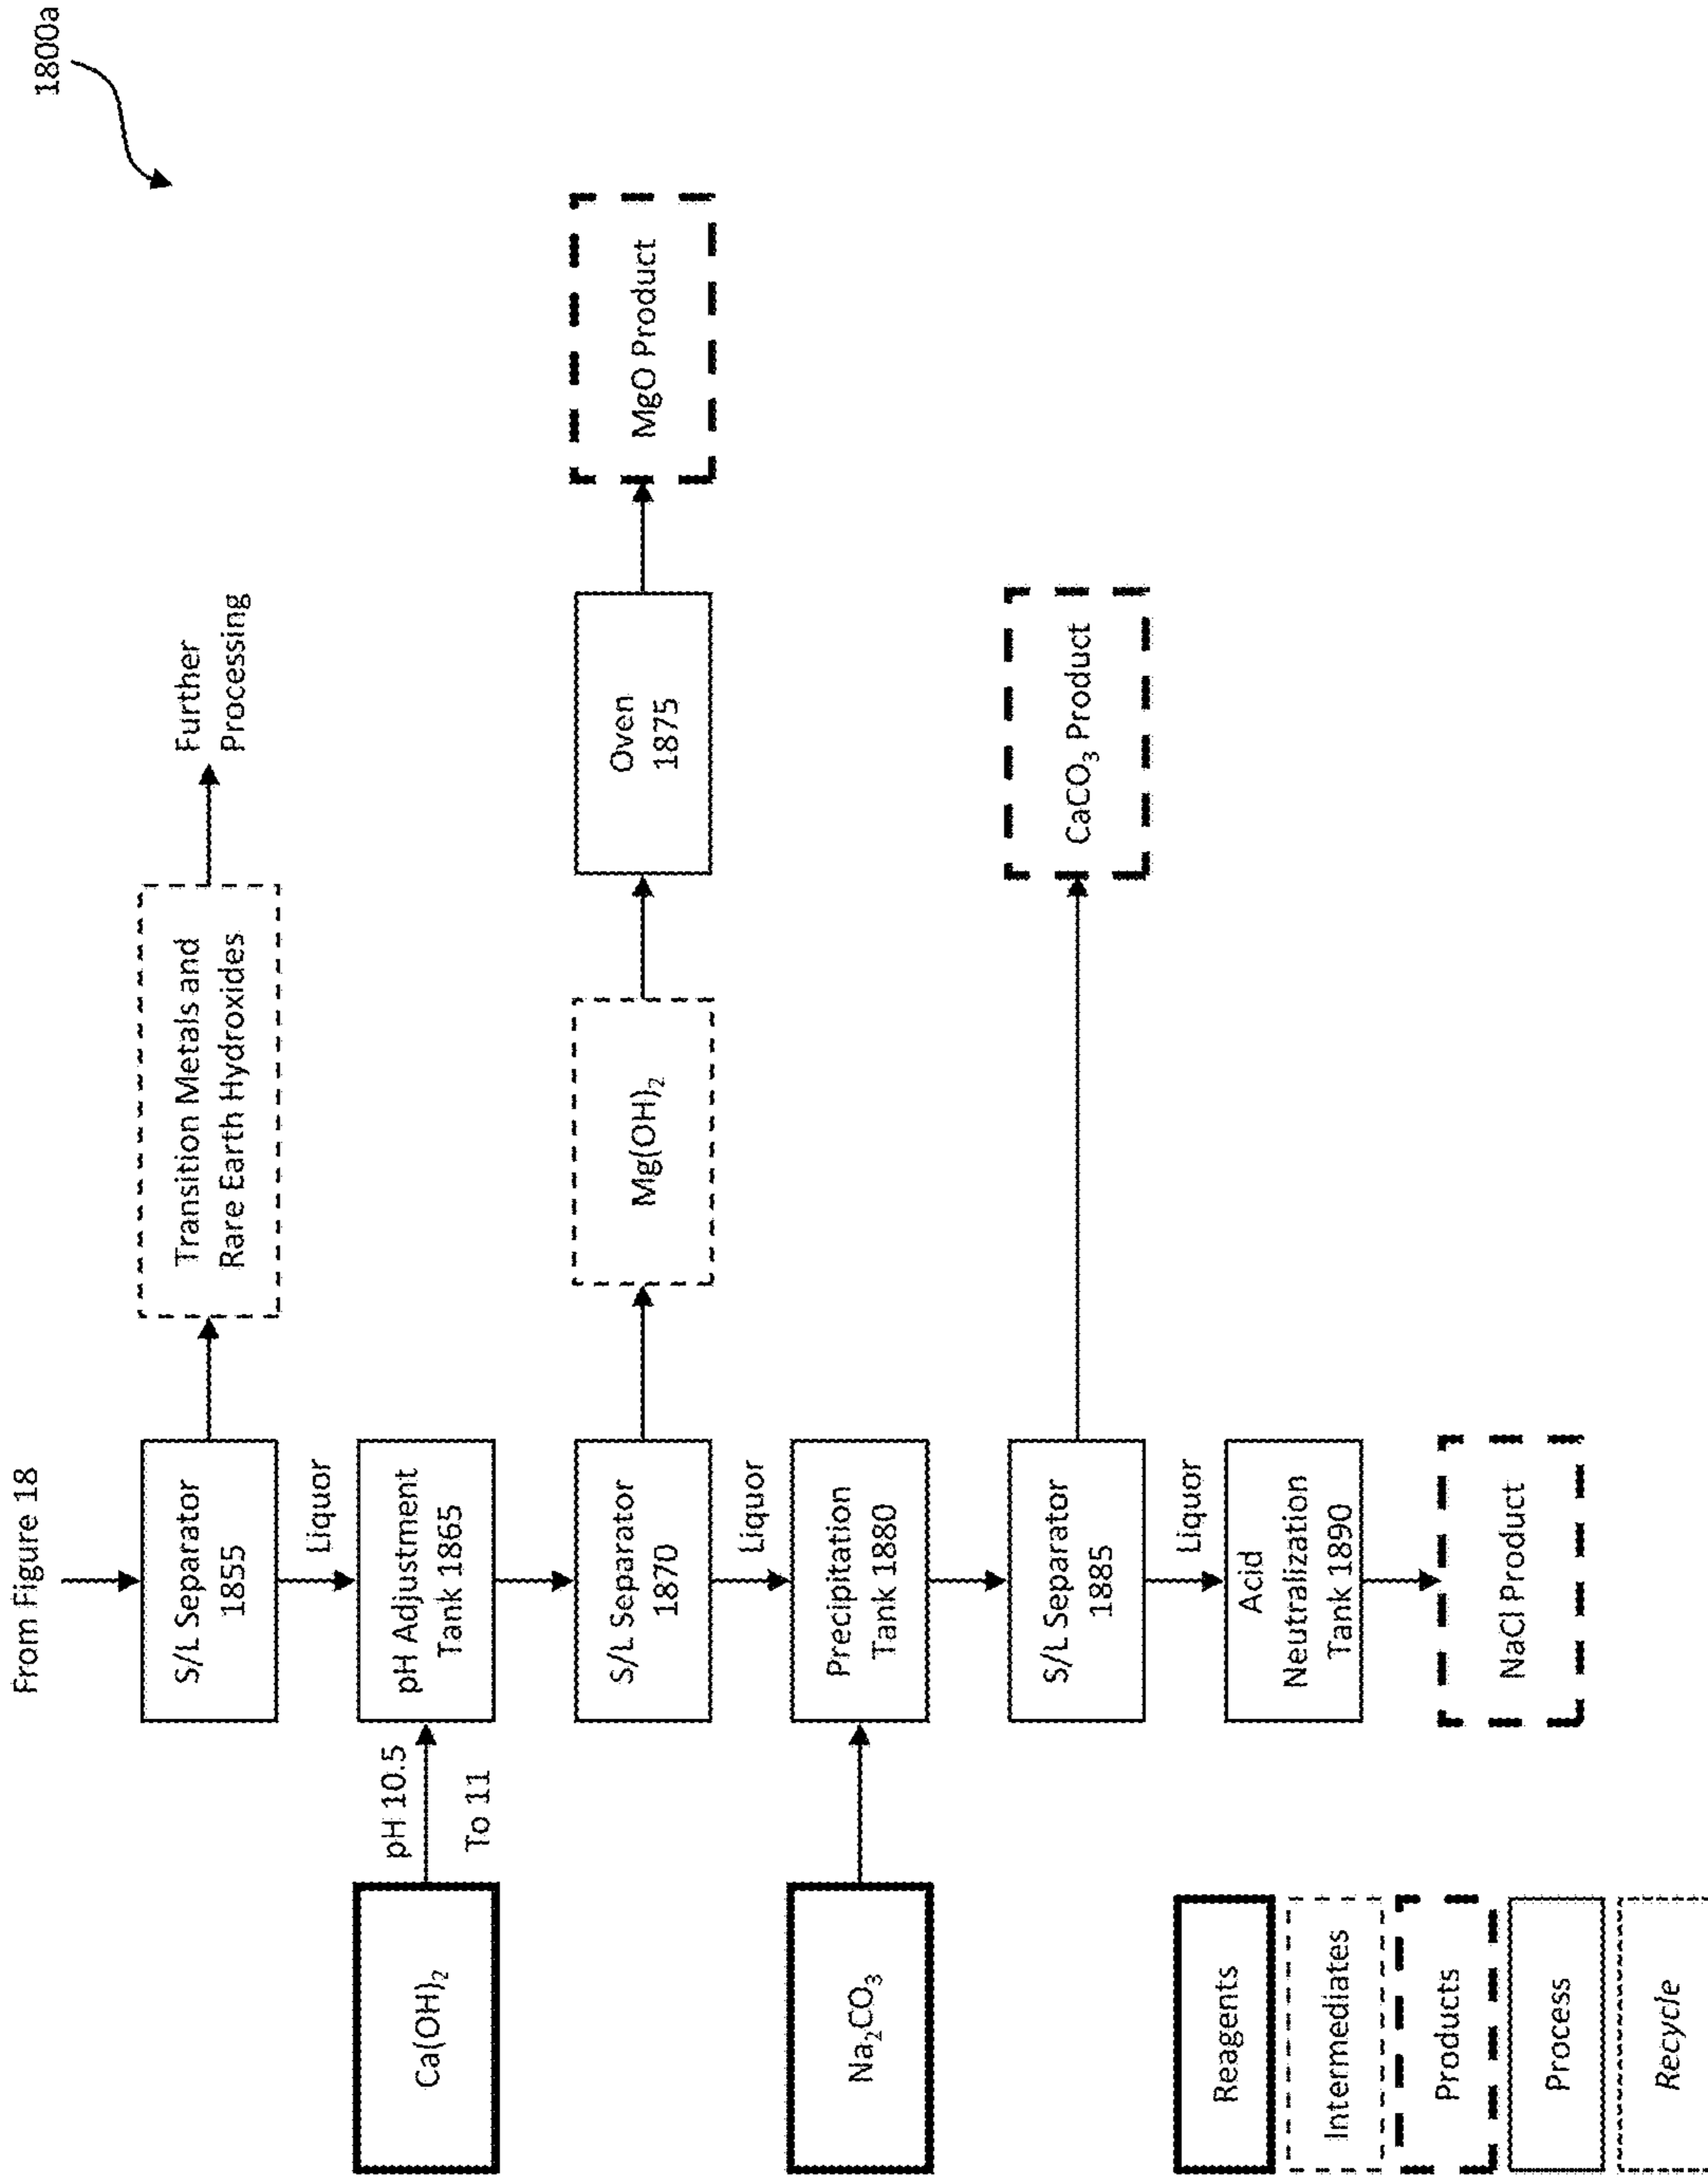 1800a
From Figure 18
S/L Separator
1855
Transition Metals and
Rare Earth Hydroxides
Further
Processing
Liquor
Ca(OH)₂
pH 10.5
To 11
pH Adjustment
Tank 1865
S/L Separator
1870
Mg(OH)₂
Oven
1875
MgO Product
Liquor
Na₂CO₃
Precipitation
Tank 1880
S/L Separator
1885
CaCO₃ Product
Liquor
Acid
Neutralization
Tank 1890
NaCl Product
Reagents
Intermediates
Products
Process
Recycle